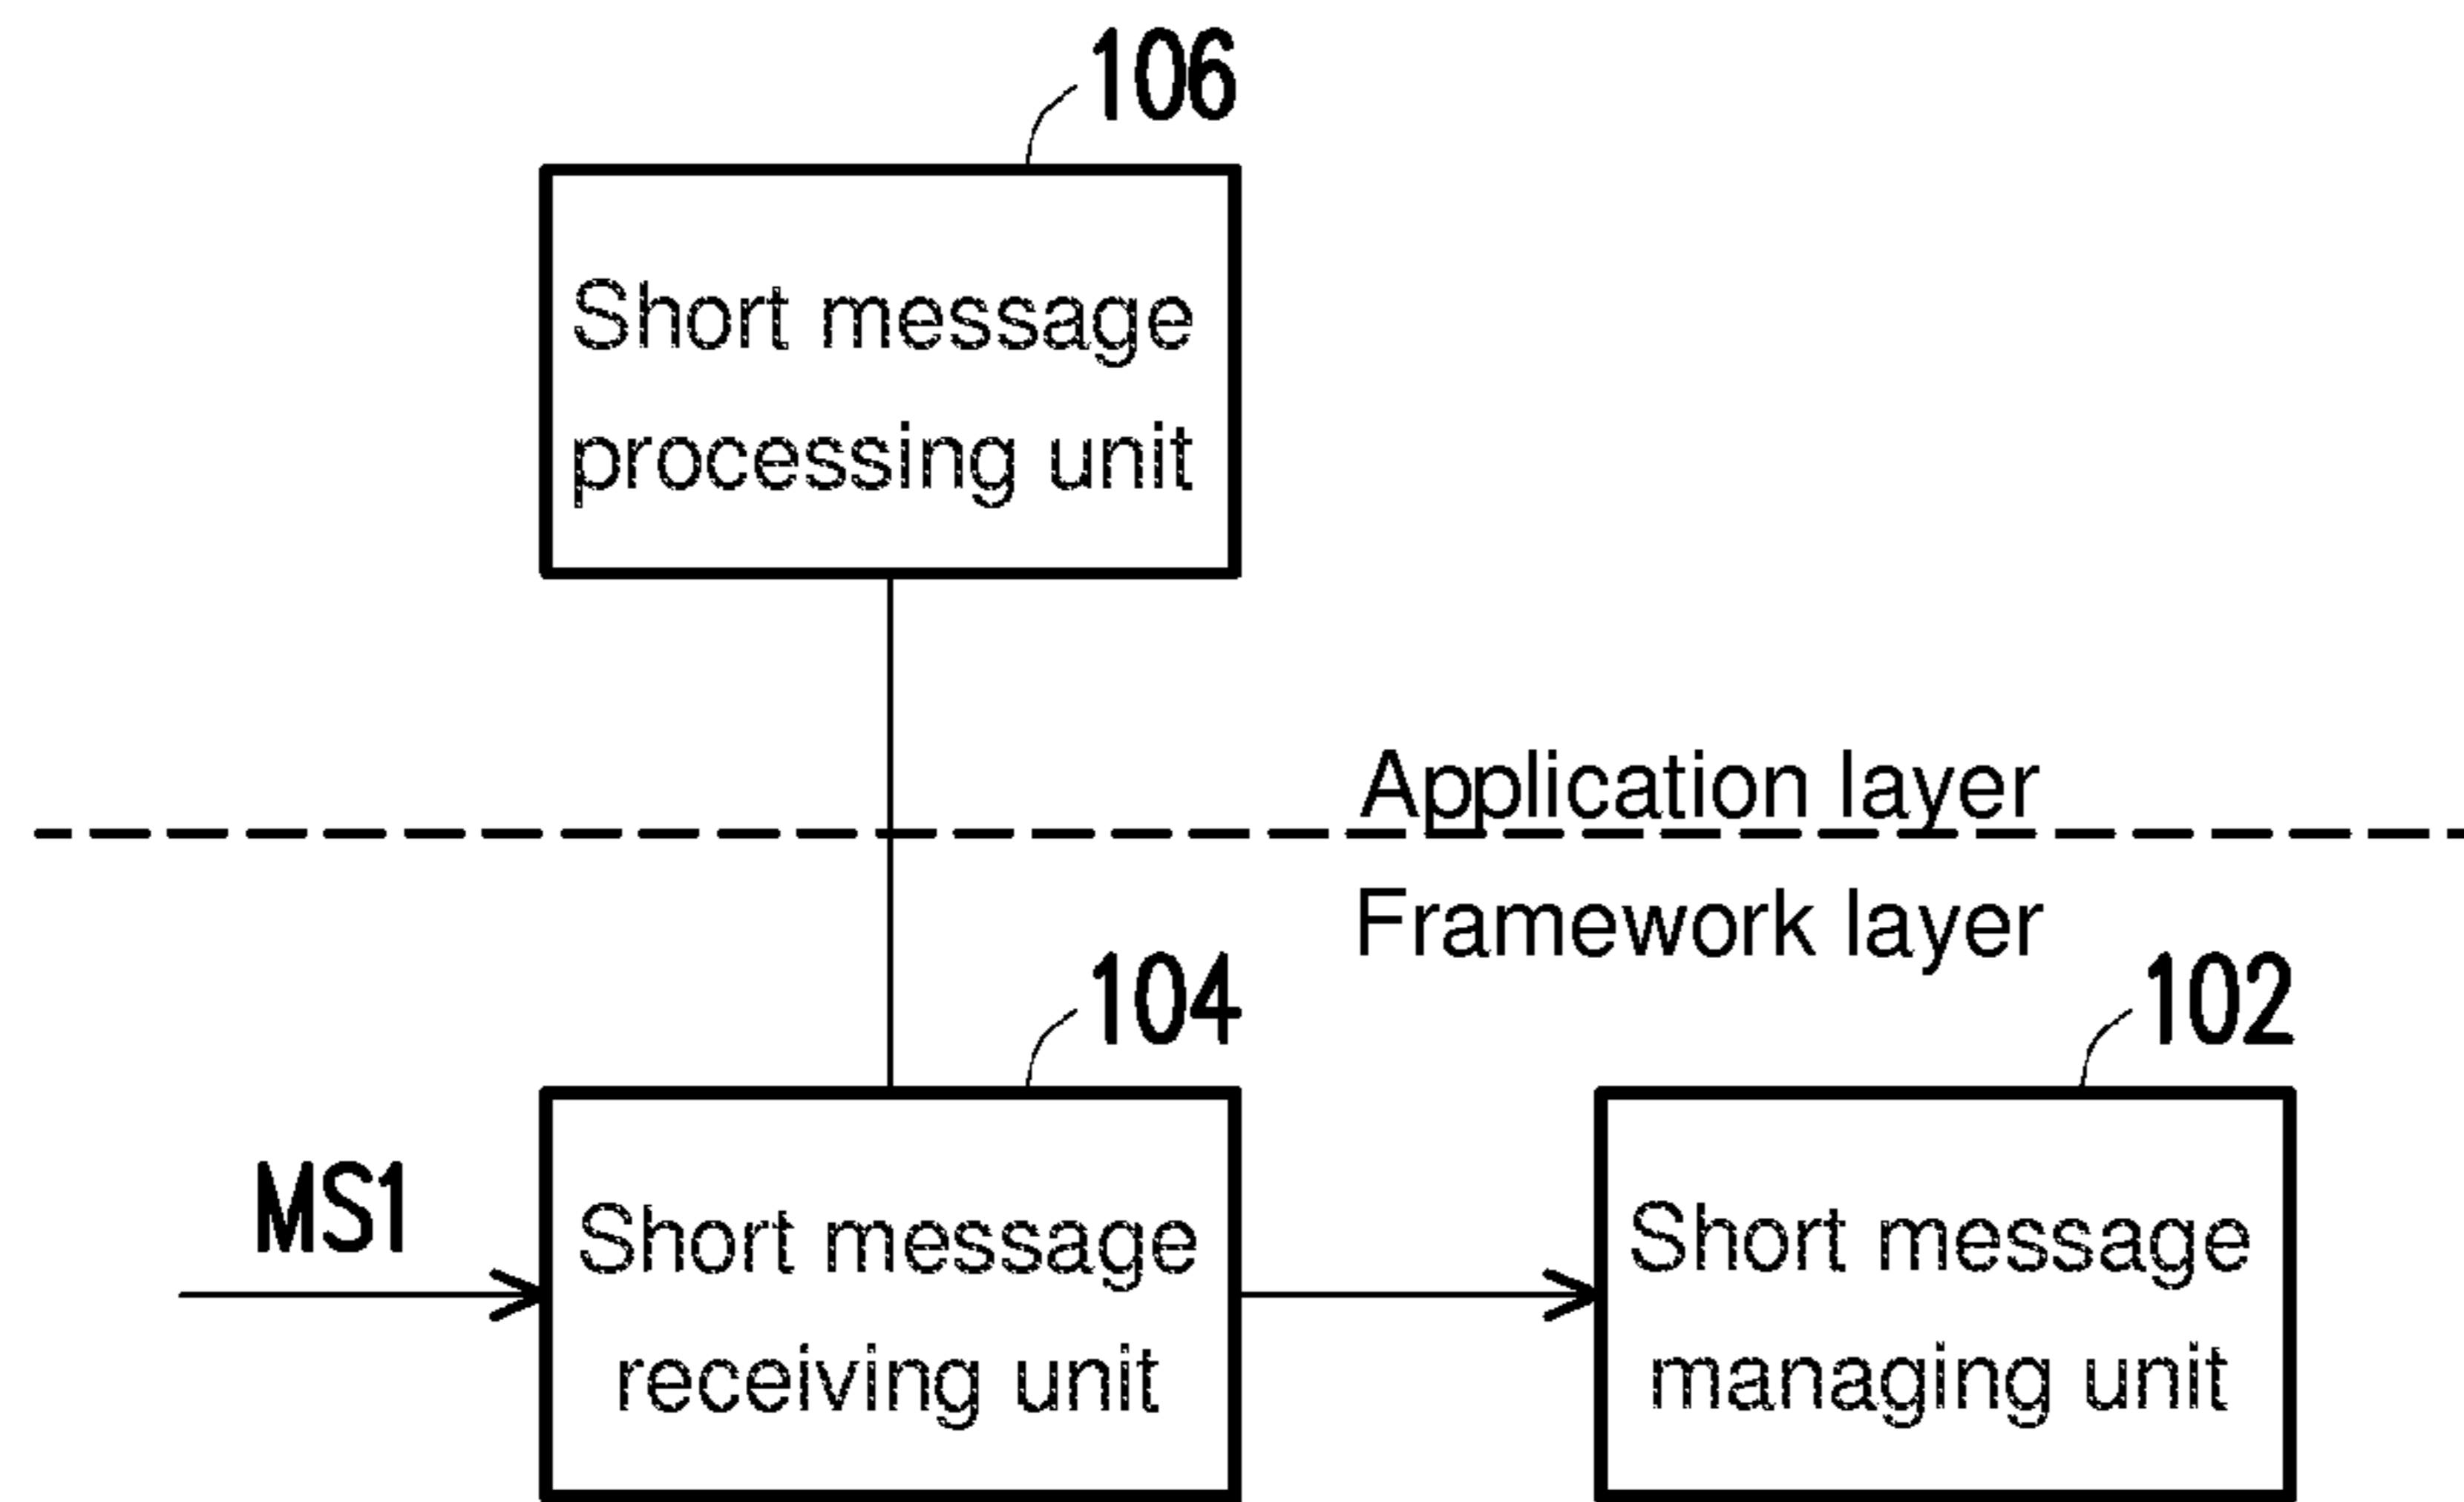 106
Short message
processing unit
Application layer
Framework layer
104
102
MS1
Short message
receiving unit
Short message
managing unit